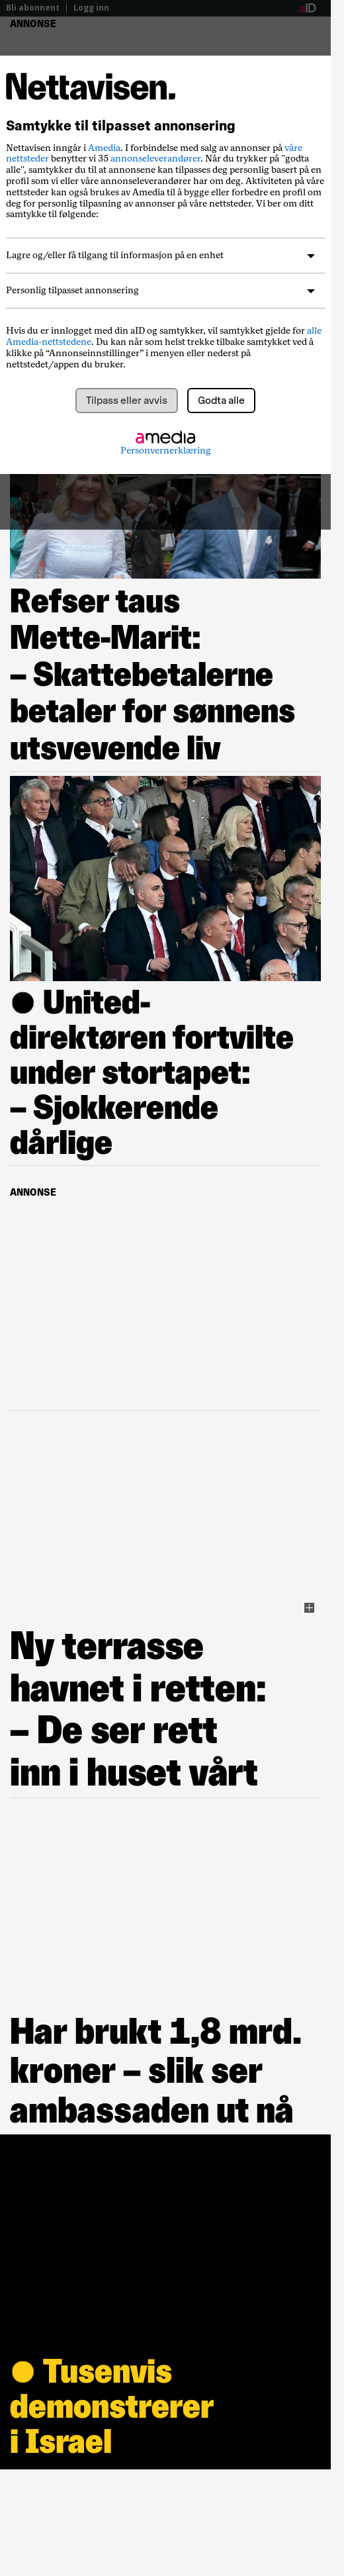 Bli abonnent | Logg inn
aID
ANNONSE
Nettavisen.
Samtykke til tilpasset annonsering
Nettavisen inngår i Amedia. I forbindelse med salg av annonser på våre
nettsteder benytter vi 35 annonseleverandører. Når du trykker på "godta
alle", samtykker du til at annonsene kan tilpasses deg personlig basert på en
profil som vi eller våre annonseleverandører har om deg. Aktiviteten på våre
nettsteder kan også brukes av Amedia til å bygge eller forbedre en profil om
deg for personlig tilpasning av annonser på våre nettsteder. Vi ber om ditt
samtykke til følgende:
Lagre og/eller få tilgang til informasjon på en enhet
Personlig tilpasset annonsering
Hvis du er innlogget med din aID og samtykker, vil samtykket gjelde for alle
Amedia-nettstedene. Du kan når som helst trekke tilbake samtykket ved å
klikke på “Annonseinnstillinger” i menyen eller nederst på
nettstedet/appen du bruker.
Tilpass eller avvis
Godta alle
amedia
Personvernerklæring
Refser taus
Mette-Marit:
– Skattebetalerne
betaler for sønnens
utsvevende liv
● United-
direktøren fortvilte
under stortapet:
– Sjokkerende
dårlige
ANNONSE
Ny terrasse
havnet i retten:
– De ser rett
inn i huset vårt
Har brukt 1,8 mrd.
kroner – slik ser
ambassaden ut nå
● Tusenvis
demonstrerer
i Israel